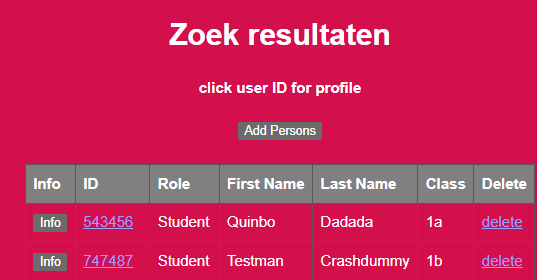 Zoek resultaten
click user ID for profile
Add Persons
Info ID Role First Name Last Name Class Delete
Info 543456 Student Quinbo Dadada 1a delete
Info 747487 Student Testman Crashdummy 1b delete